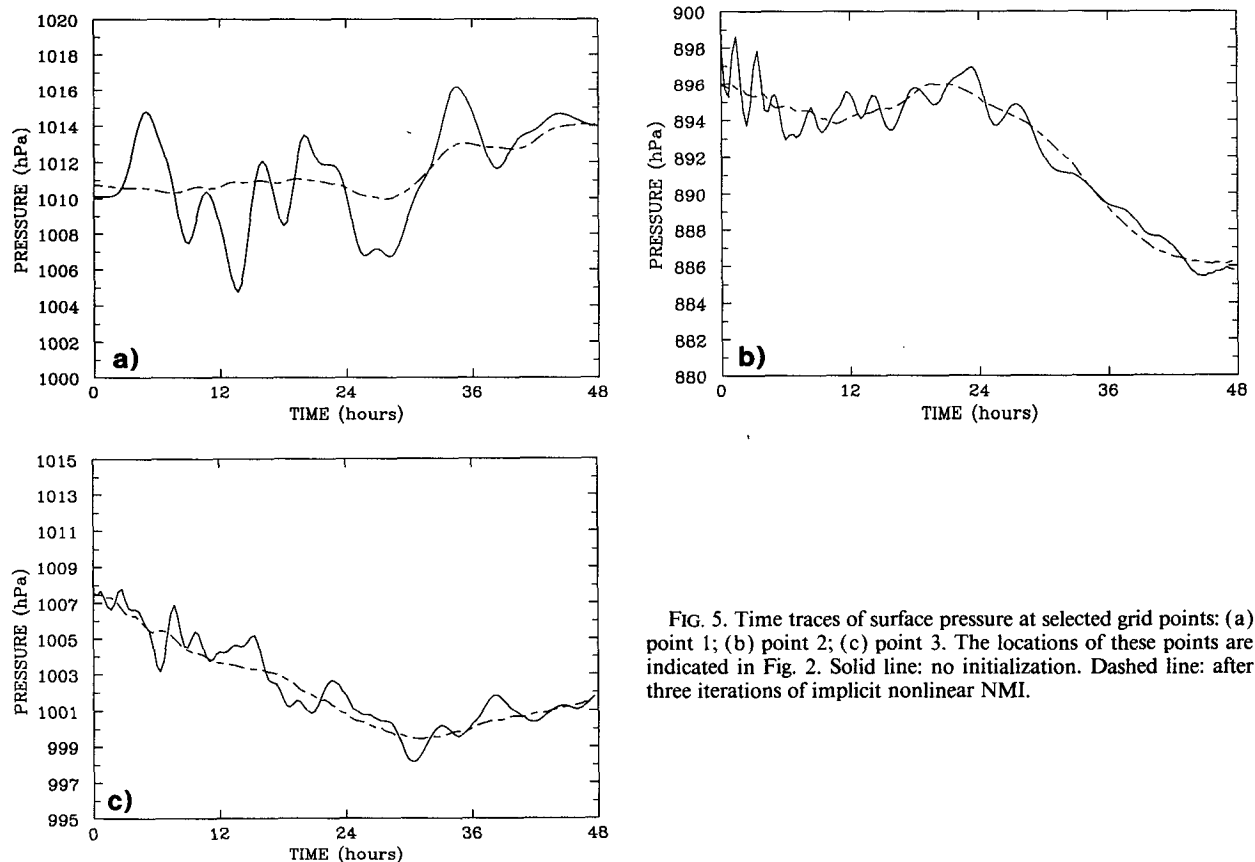 1020
1018
1016
1014
1012
1010
1008
1006
1004
1002
1000
PRESSURE (hPa)
a)
0 12 24 36 48
TIME (hours)
900
898
896
894
892
890
888
886
884
882
880
PRESSURE (hPa)
b)
0 12 24 36 48
TIME (hours)
1015
1013
1011
1009
1007
1005
1003
1001
999
997
995
PRESSURE (hPa)
c)
0 12 24 36 48
TIME (hours)
FIG. 5. Time traces of surface pressure at selected grid points: (a)
point 1; (b) point 2; (c) point 3. The locations of these points are
indicated in Fig. 2. Solid line: no initialization. Dashed line: after
three iterations of implicit nonlinear NMI.